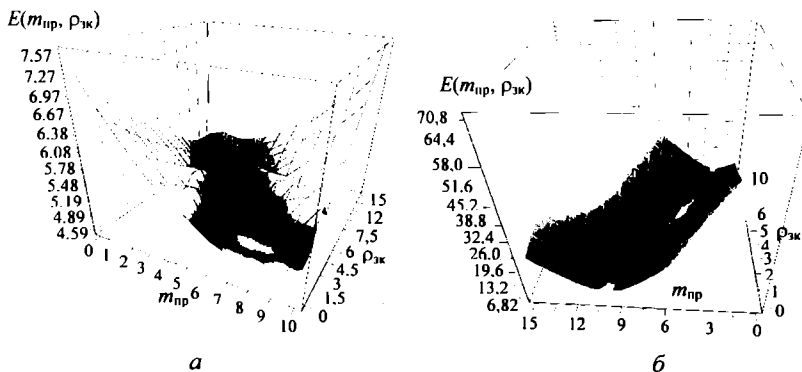 E(mпр, ρзк)
7.57
7.27
6.97
6.67
6.38
6.08
5.78
5.48
5.19
4.89
4.59
0 1 2 3 4 5 6 7 8 9 10
mпр
0 1.5 3 4.5 6 7,5 12 15
ρзк
а
E(mпр, ρзк)
70,8
64,4
58.0
51.6
45.2
38.8
32.4
26.0
19.6
13.2
6,82
15 12 9 6 3 0
mпр
0 1 2 3 4 5 6 10
ρзк
б